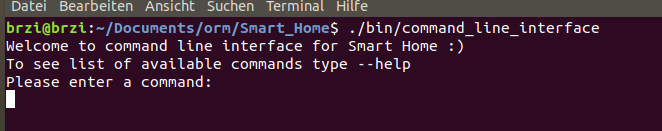 Datei Bearbeiten Ansicht Suchen Terminal Hilfe
brzi@brzi:~/Documents/orm/Smart_Home$ ./bin/command_line_interface
Welcome to command line interface for Smart Home :)
To see list of available commands type --help
Please enter a command: